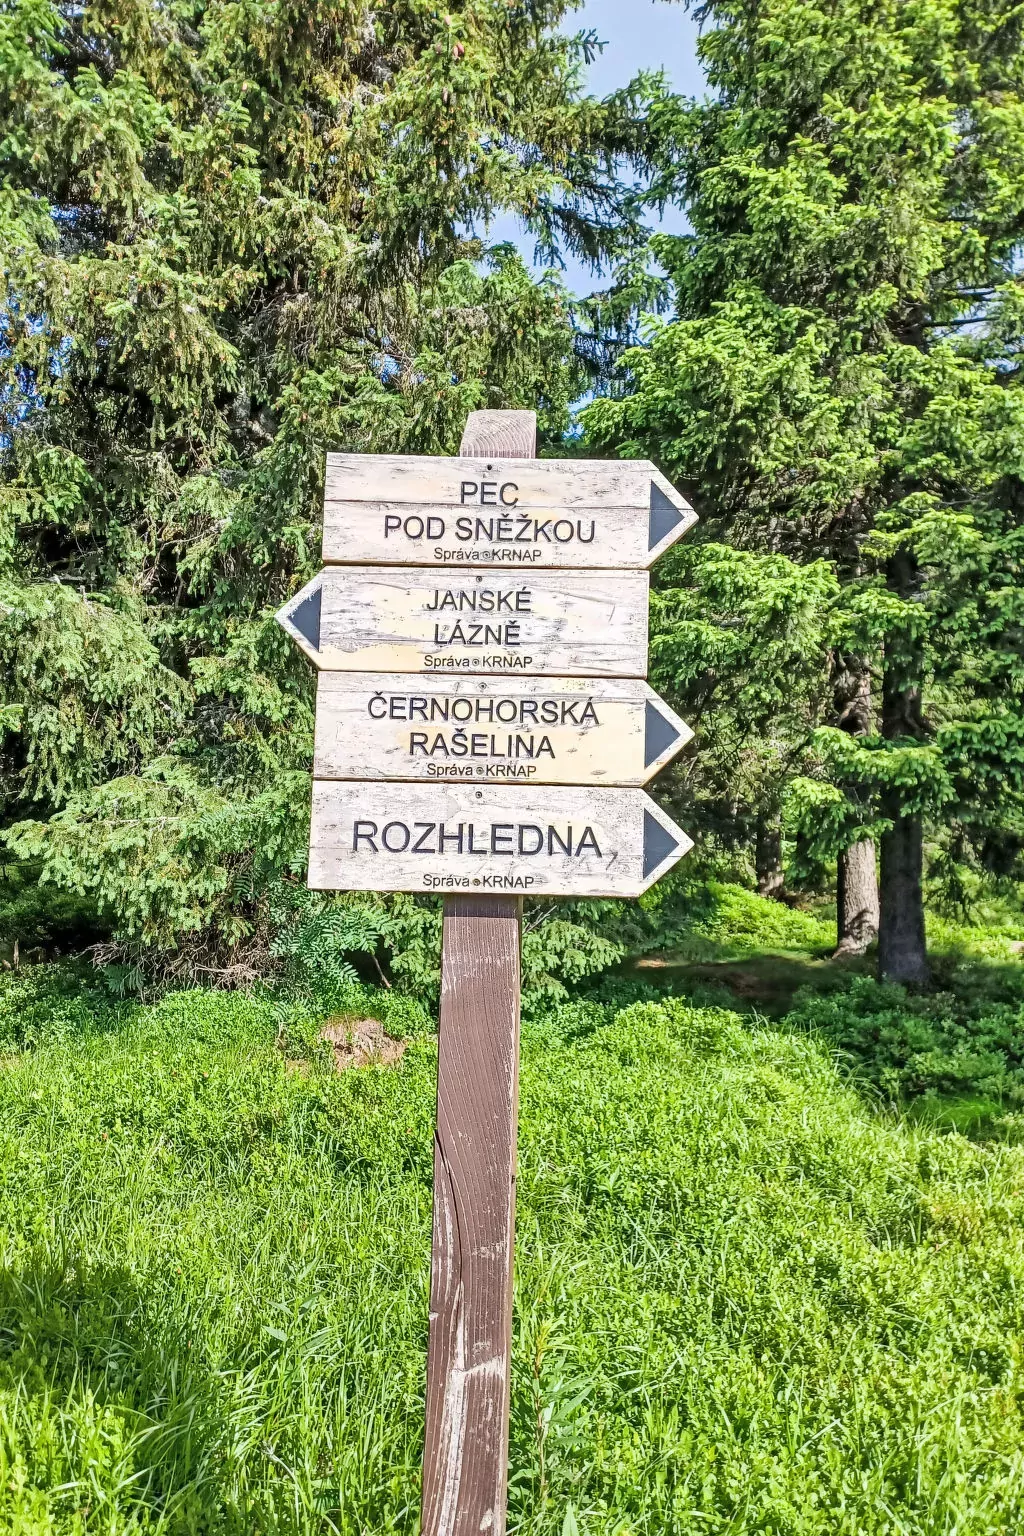 PEC
POD SNĚŽKOU
Správa KRNAP
JANSKÉ
LÁZNĚ
Správa KRNAP
ČERNOHORSKÁ
RAŠELINA
Správa KRNAP
ROZHLEDNA
Správa KRNAP